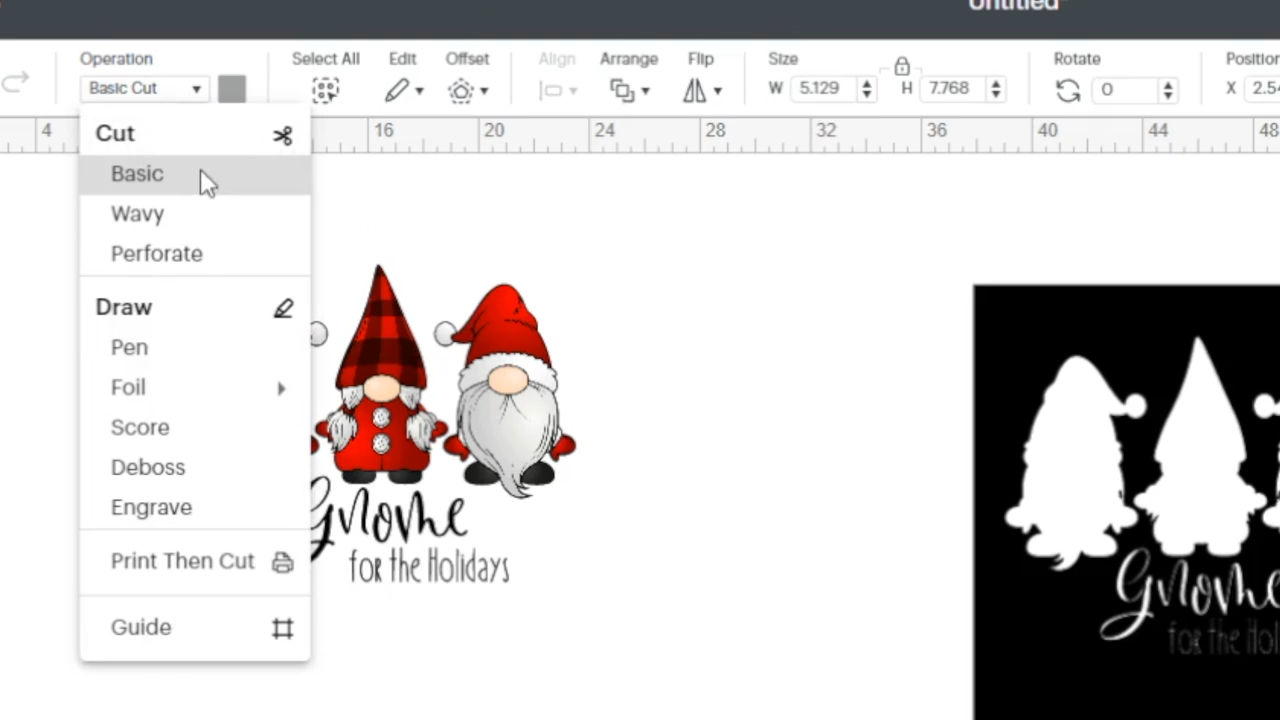 Untitled*
Operation
Select All
Edit
Offset
Align
Arrange
Flip
Size
Rotate
Basic Cut
W 5.129
H 7.768
0
X
4
16
20
24
28
32
36
40
44
48
Cut
Basic
Wavy
Perforate
Draw
Pen
Foil
Score
Deboss
Engrave
Print Then Cut
Guide
Gnome
for the Holidays
Gnome
for the